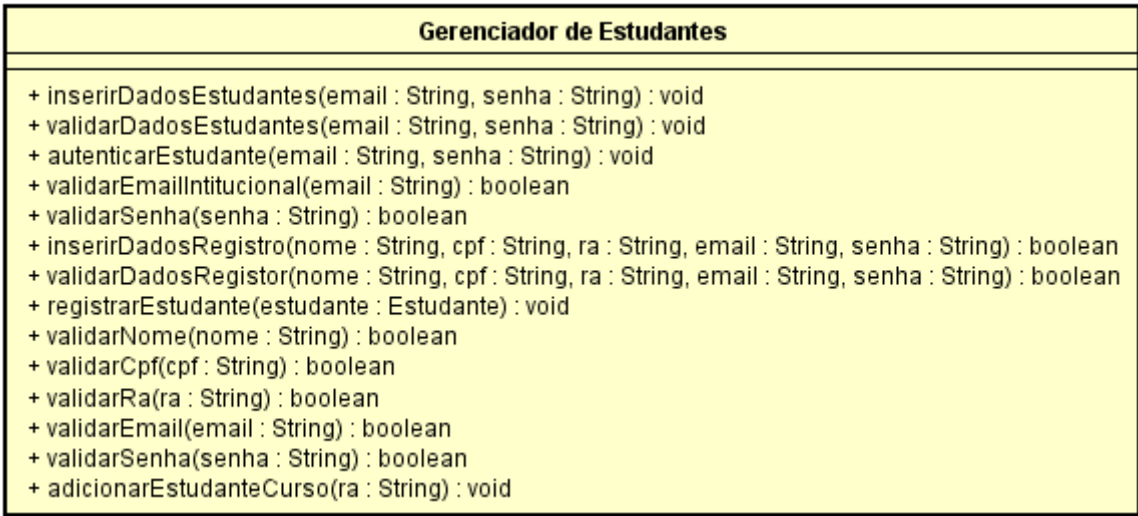 Gerenciador de Estudantes
+ inserirDadosEstudantes(email : String, senha : String) : void
+ validarDadosEstudantes(email : String, senha : String) : void
+ autenticarEstudante(email : String, senha : String) : void
+ validarEmailIntitucional(email : String) : boolean
+ validarSenha(senha : String) : boolean
+ inserirDadosRegistro(nome : String, cpf : String, ra : String, email : String, senha : String) : boolean
+ validarDadosRegistor(nome : String, cpf : String, ra : String, email : String, senha : String) : boolean
+ registrarEstudante(estudante : Estudante) : void
+ validarNome(nome : String) : boolean
+ validarCpf(cpf : String) : boolean
+ validarRa(ra : String) : boolean
+ validarEmail(email : String) : boolean
+ validarSenha(senha : String) : boolean
+ adicionarEstudanteCurso(ra : String) : void